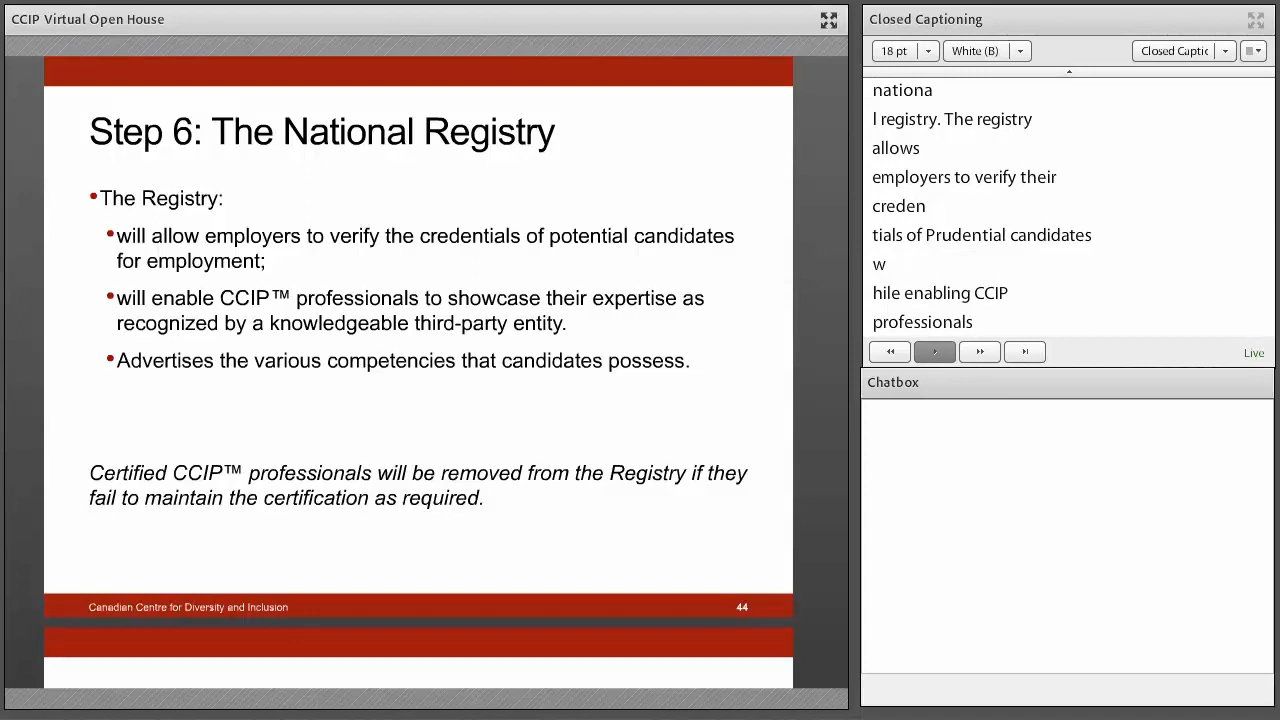 CCIP Virtual Open House
Step 6: The National Registry
•The Registry:
•will allow employers to verify the credentials of potential candidates
for employment;
•will enable CCIP™ professionals to showcase their expertise as
recognized by a knowledgeable third-party entity.
•Advertises the various competencies that candidates possess.
Certified CCIP™ professionals will be removed from the Registry if they
fail to maintain the certification as required.
Canadian Centre for Diversity and Inclusion 44
Closed Captioning
18 pt White (B) Closed Captic
nationa
l registry. The registry
allows
employers to verify their
creden
tials of Prudential candidates
w
hile enabling CCIP
professionals
Live
Chatbox